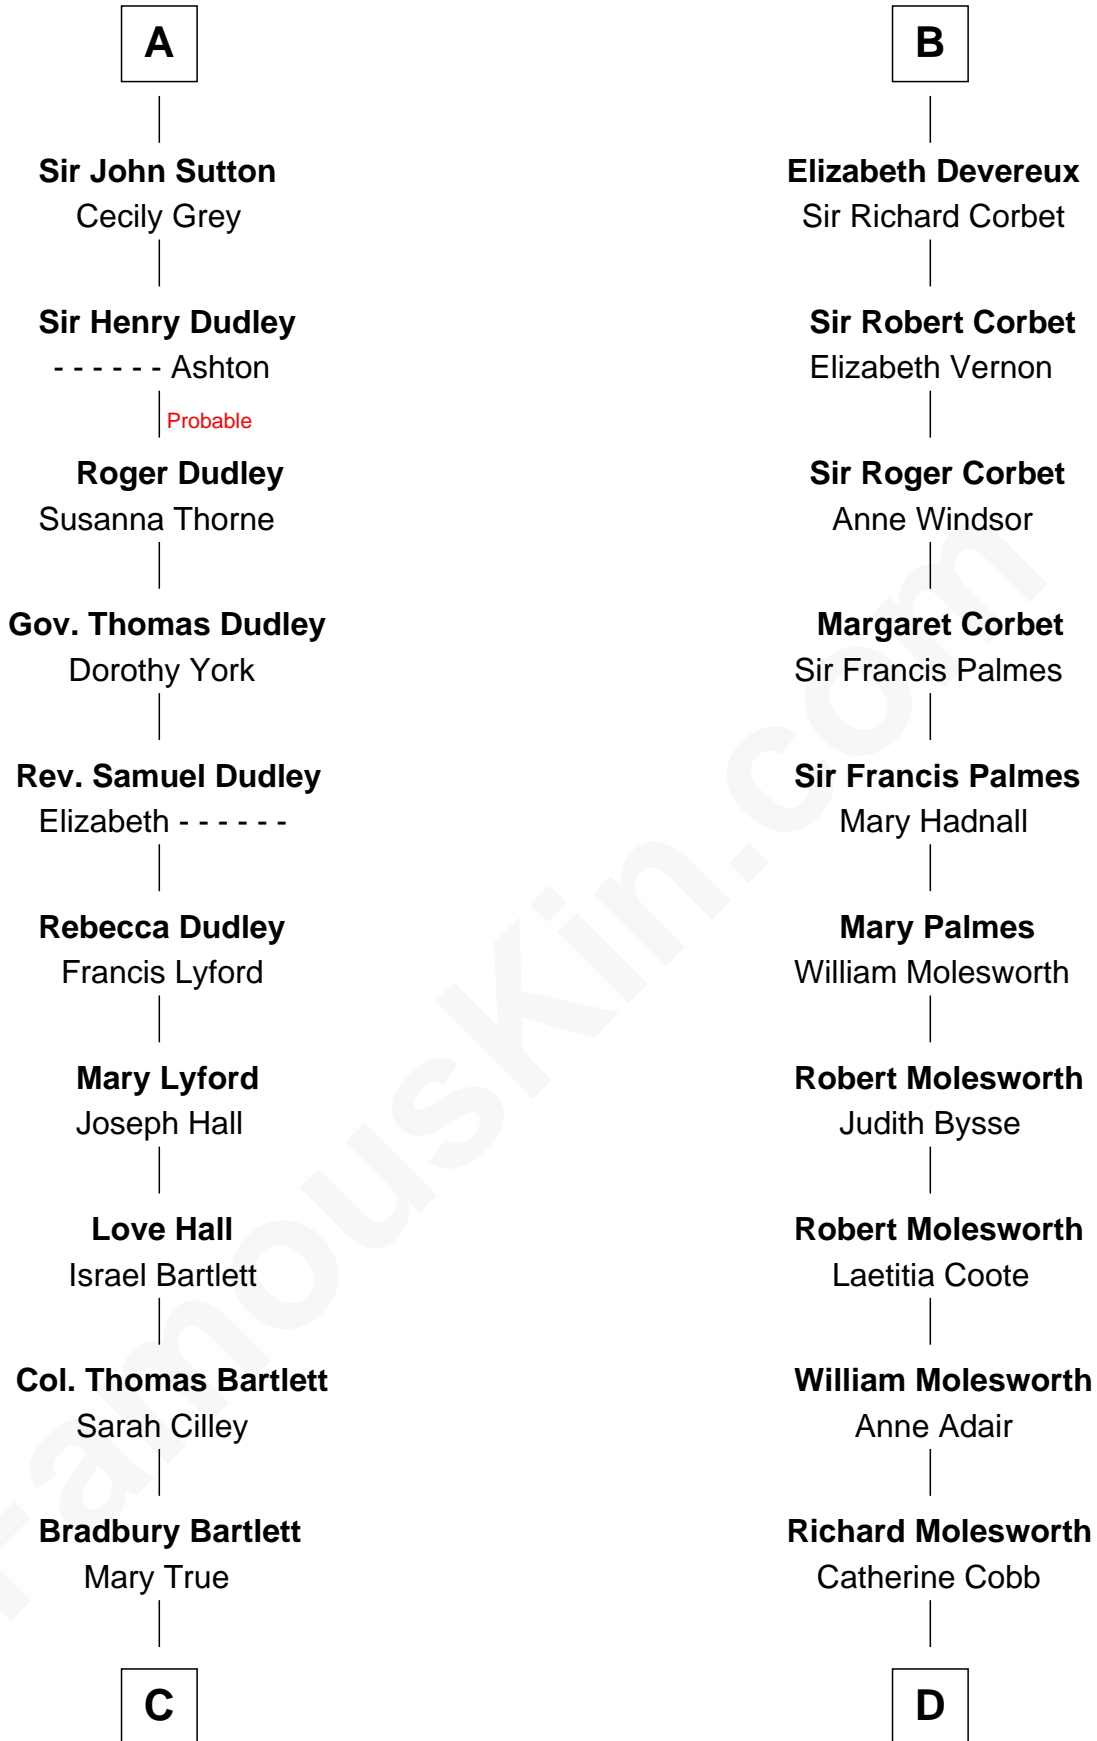 A
Sir John Sutton
Cecily Grey
Sir Henry Dudley
- - - - - - Ashton
Probable
Roger Dudley
Susanna Thorne
Gov. Thomas Dudley
Dorothy York
Rev. Samuel Dudley
Elizabeth - - - - - -
Rebecca Dudley
Francis Lyford
Mary Lyford
Joseph Hall
Love Hall
Israel Bartlett
Col. Thomas Bartlett
Sarah Cilley
Bradbury Bartlett
Mary True
C
B
Elizabeth Devereux
Sir Richard Corbet
Sir Robert Corbet
Elizabeth Vernon
Sir Roger Corbet
Anne Windsor
Margaret Corbet
Sir Francis Palmes
Sir Francis Palmes
Mary Hadnall
Mary Palmes
William Molesworth
Robert Molesworth
Judith Bysse
Robert Molesworth
Laetitia Coote
William Molesworth
Anne Adair
Richard Molesworth
Catherine Cobb
D
FamousKin.com